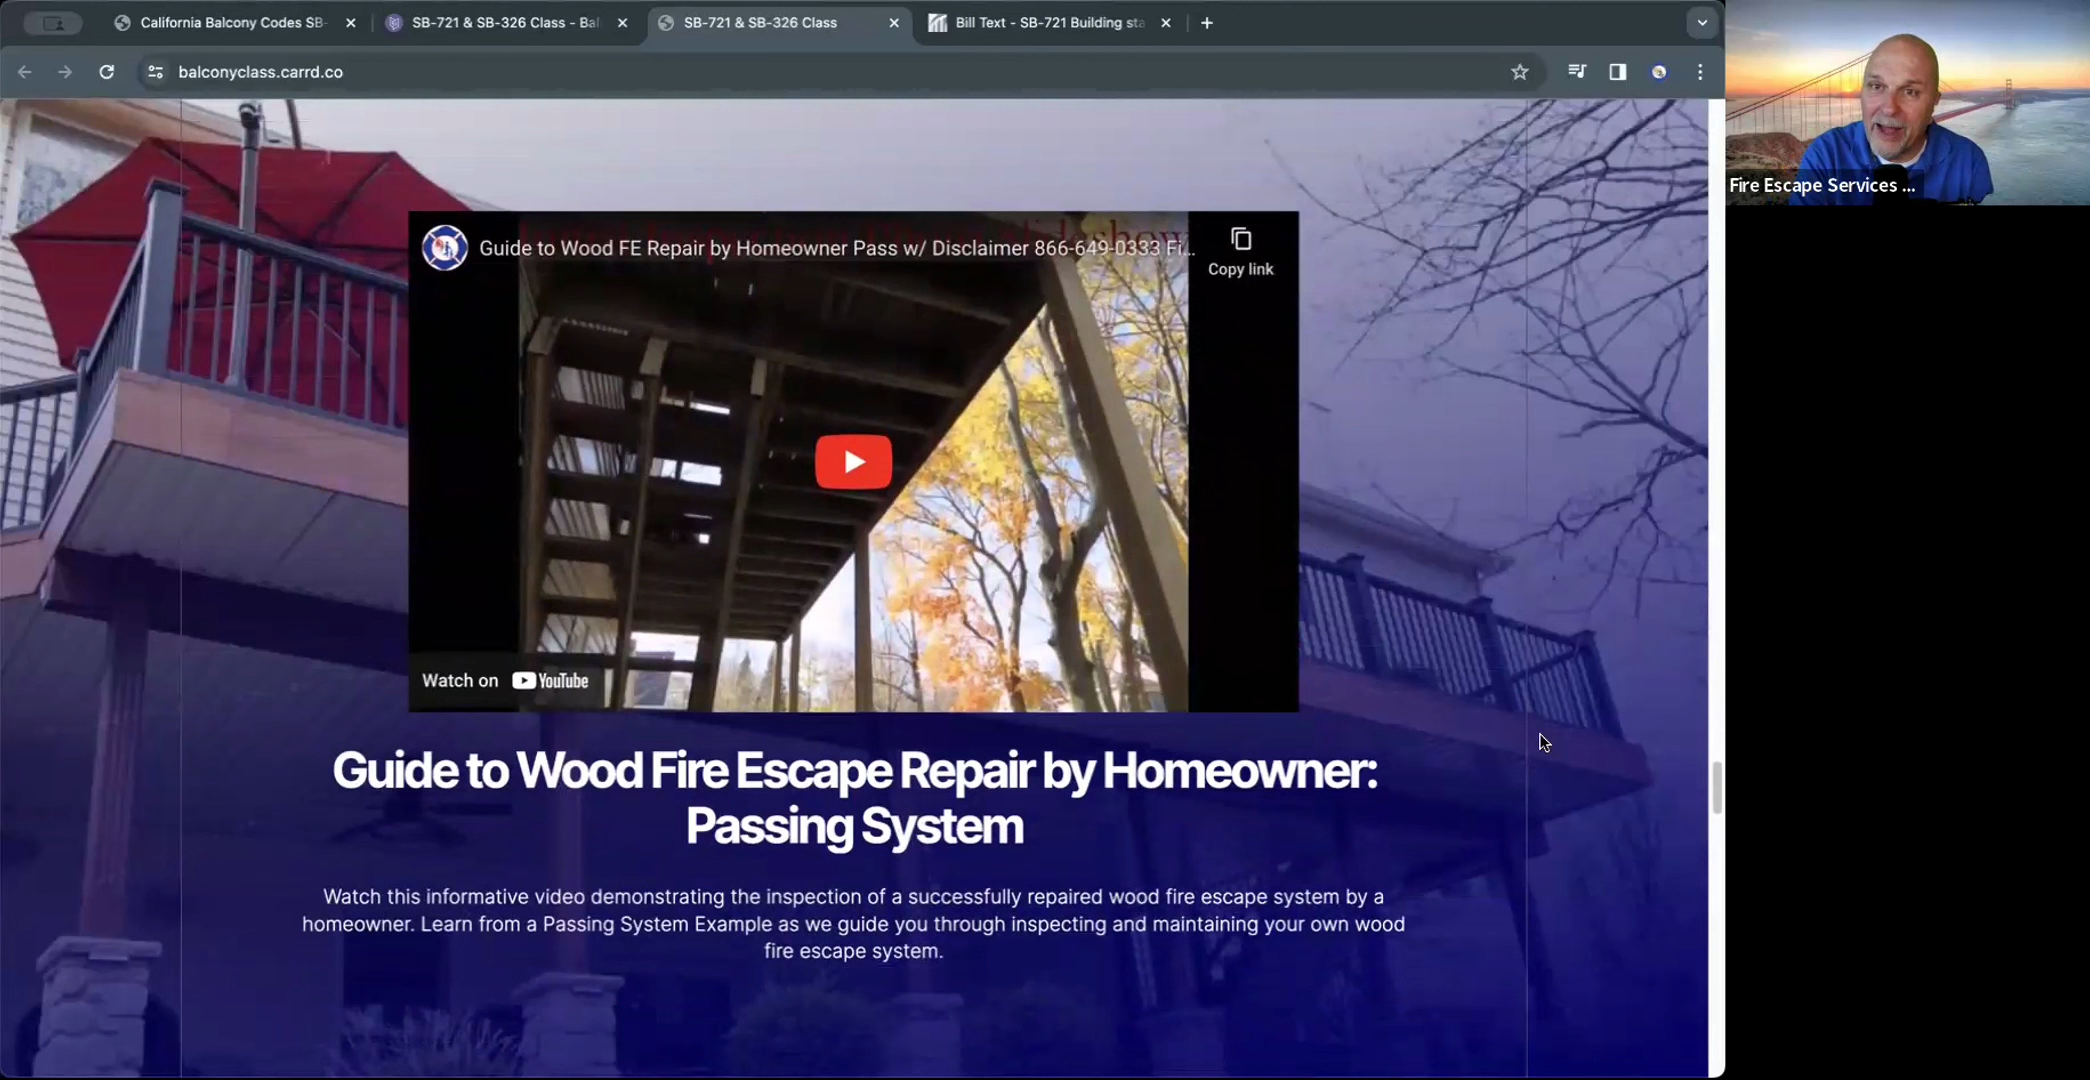 California Balcony Codes SB-
SB-721 & SB-326 Class - Bal
SB-721 & SB-326 Class
Bill Text - SB-721 Building sta
balconyclass.carrd.co
Fire Escape Services ...
Guide to Wood FE Repair by Homeowner Pass w/ Disclaimer 866-649-0333 Fi...
Copy link
Watch on YouTube
Guide to Wood Fire Escape Repair by Homeowner:
Passing System
Watch this informative video demonstrating the inspection of a successfully repaired wood fire escape system by a
homeowner. Learn from a Passing System Example as we guide you through inspecting and maintaining your own wood
fire escape system.